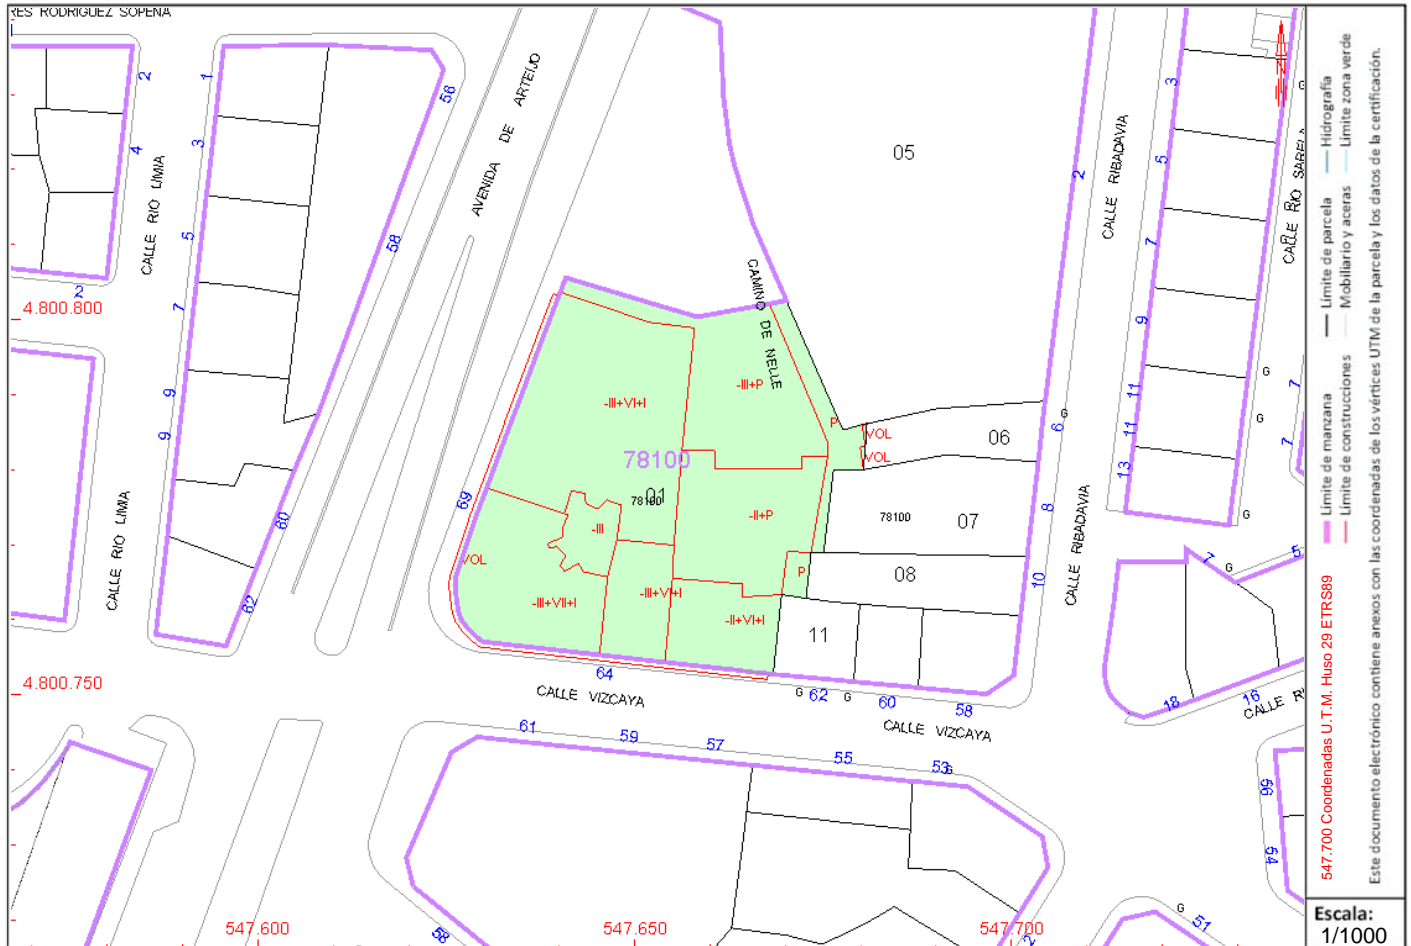 RES RODRIGUEZ SOPEÑA
2
4
CALLE RIO LIMIA
2
1
3
5
7
9
9
56
58
60
62
CALLE RIO LIMIA
AVENIDA DE ARTEIJO
4.800.800
4.800.750
05
CAMINO DE NELLE
2
CALLE RIBADAVIA
3
5
7
9
11
11
13
G
CALLE RIO
G
G
G
7
7
-III+VI+I
-III+P
78100
78100
01
-III
-II+P
P
VOL
VOL
06
6
G
78100
07
8
08
10
CALLE RIBADAVIA
P
69
VOL
-III+VII+I
-III+VI+I
-II+VI+I
11
64
CALLE VIZCAYA
G
62
G
60
58
CALLE VIZCAYA
61
59
57
55
53
G
7
G
5
18
16
CALLE R
66
54
G
51
58
2
547.600
547.650
547.700
547.700 Coordenadas U.T.M. Huso 29 ETRS89
Límite de manzana
Límite de parcela
Hidrografía
Límite de construcciones
Mobiliario y aceras
Límite zona verde
Este documento electrónico contiene anexos con las coordenadas de los vértices UTM de la parcela y los datos de la certificación.
Escala:
1/1000